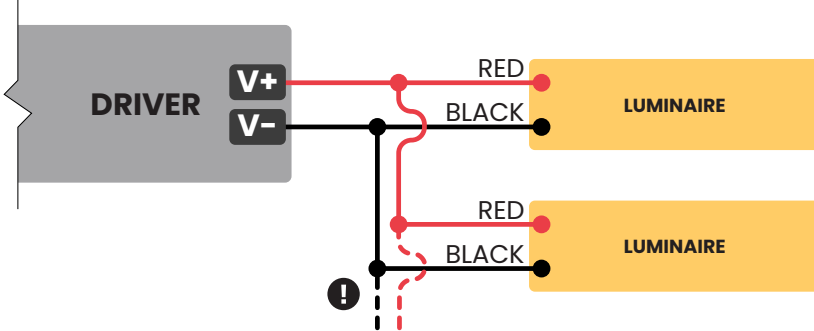 DRIVER
V+
V-
RED
BLACK
LUMINAIRE
RED
BLACK
LUMINAIRE
!